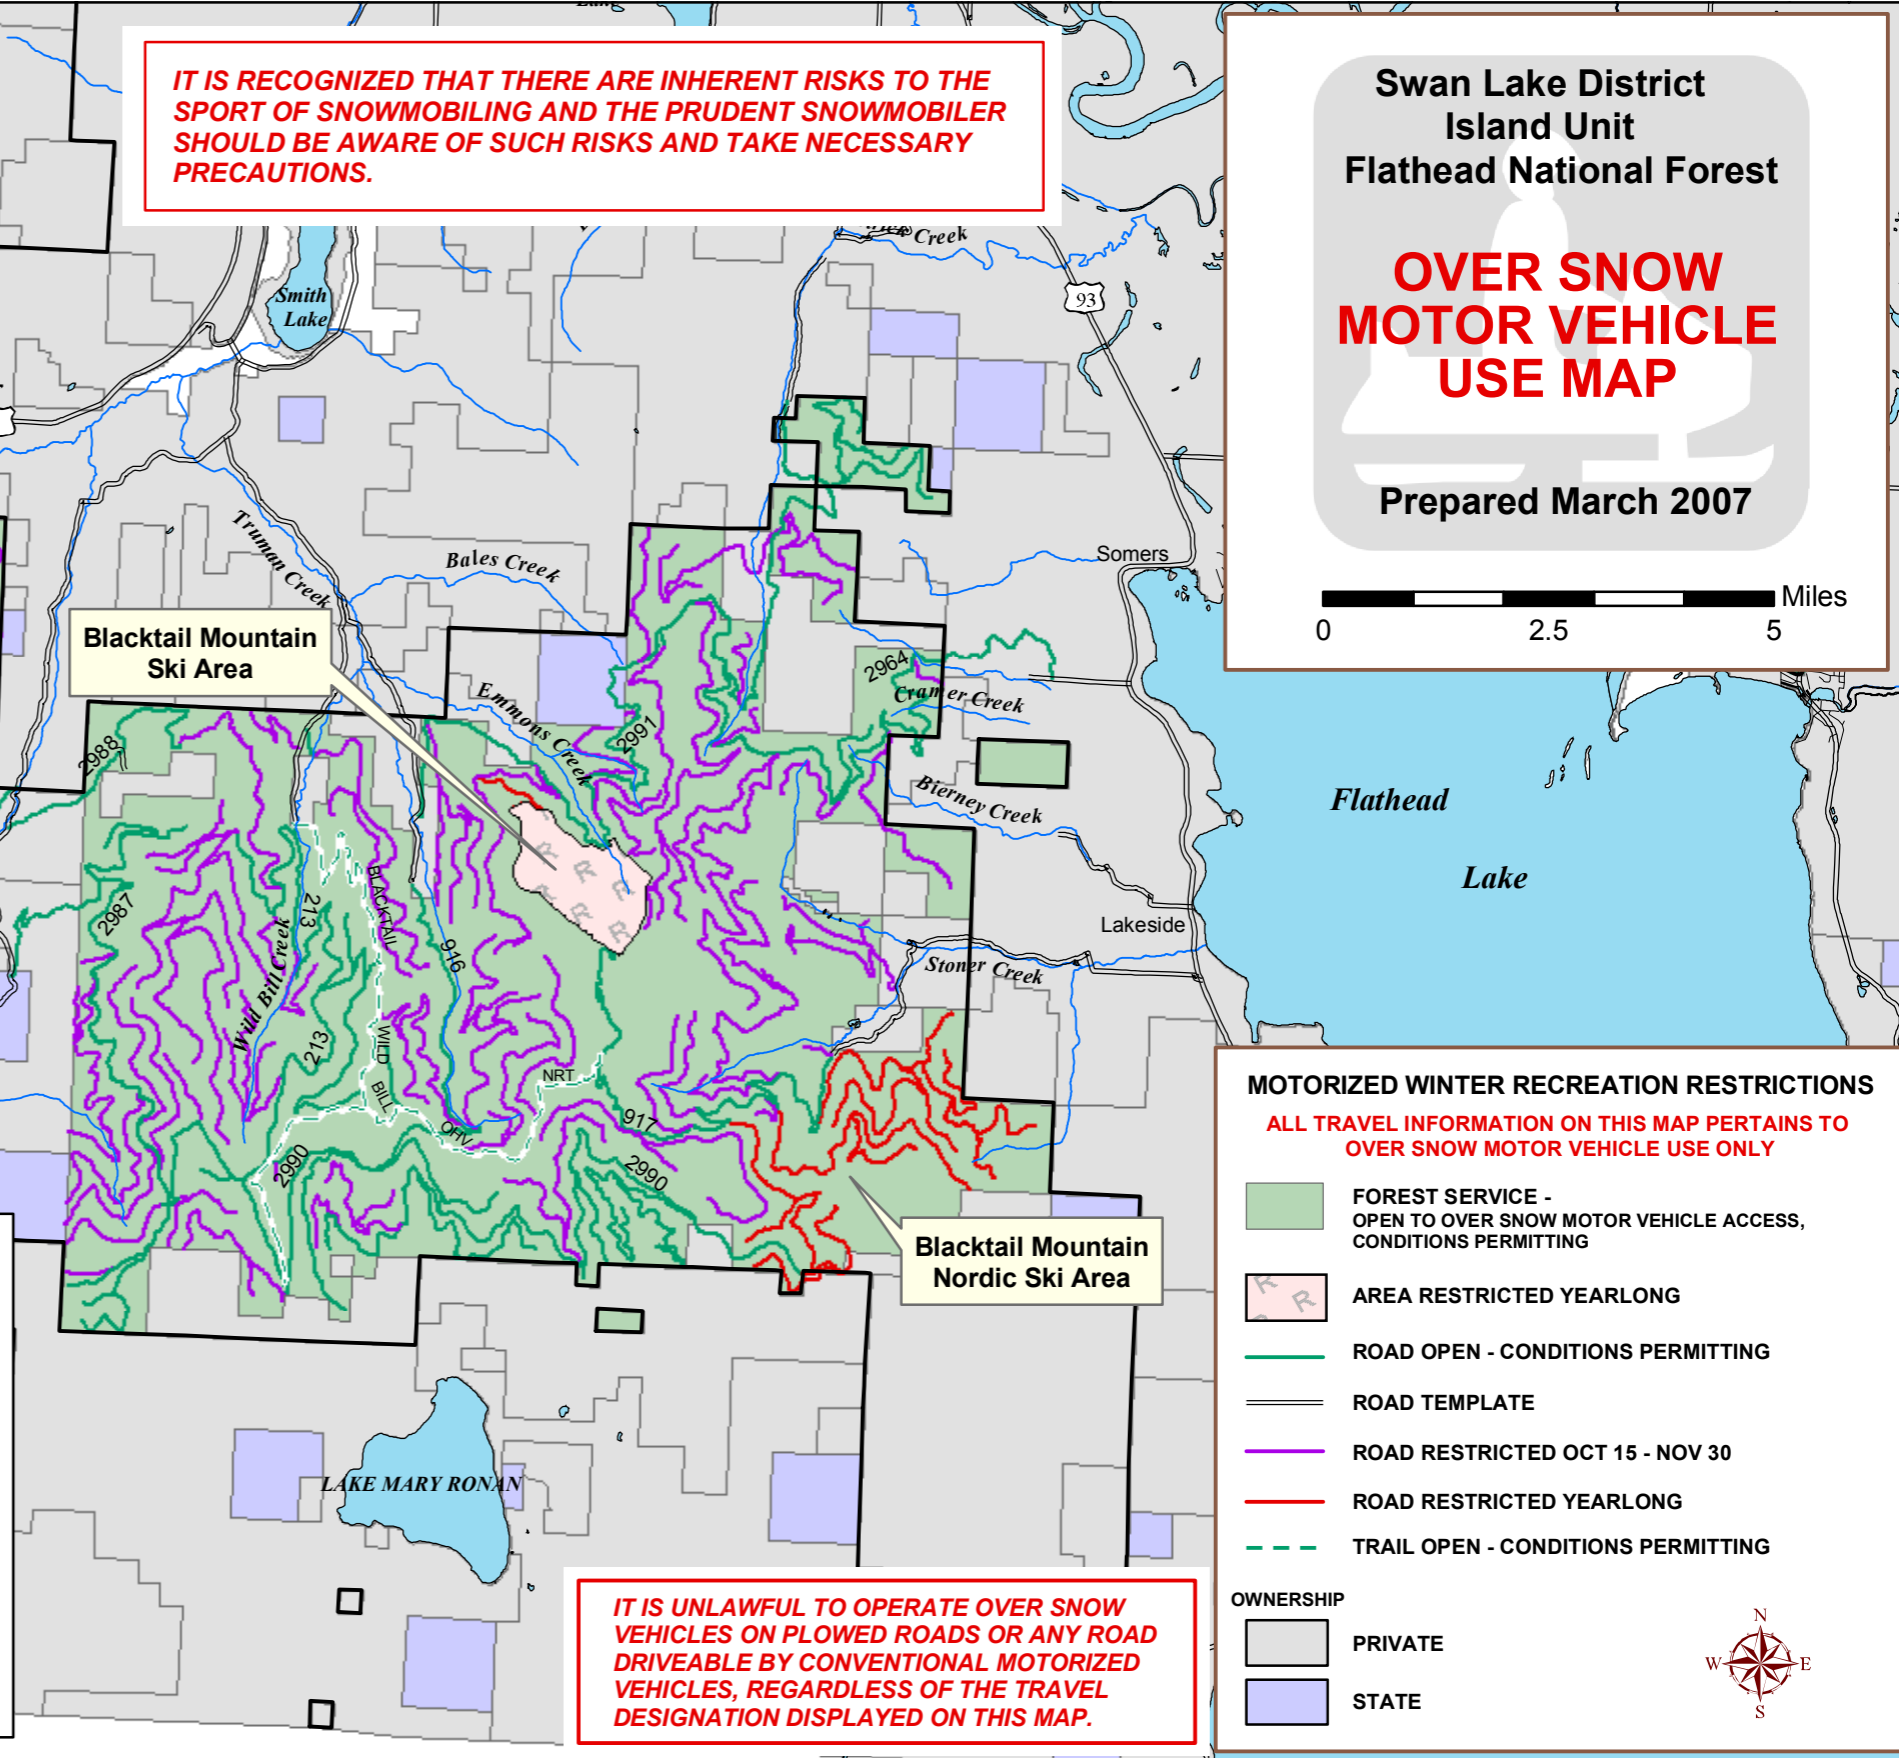 IT IS RECOGNIZED THAT THERE ARE INHERENT RISKS TO THE
SPORT OF SNOWMOBILING AND THE PRUDENT SNOWMOBILER
SHOULD BE AWARE OF SUCH RISKS AND TAKE NECESSARY
PRECAUTIONS.
Swan Lake District
Island Unit
Flathead National Forest
OVER SNOW
MOTOR VEHICLE
USE MAP
Prepared March 2007
Miles
0 2.5 5
Creek
93
Smith
Lake
Truman Creek
Bales Creek
Somers
Blacktail Mountain
Ski Area
2964
Cramer Creek
Emmons Creek
2991
2988
Bierney Creek
Flathead
Lake
2987
213
BLACKTAIL
916
Wild Bill Creek
Lakeside
Stoner Creek
213
WILD
BILL
NRT
OHV
917
2990
2990
R
R
R
R
R
R
Blacktail Mountain
Nordic Ski Area
LAKE MARY RONAN
MOTORIZED WINTER RECREATION RESTRICTIONS
ALL TRAVEL INFORMATION ON THIS MAP PERTAINS TO
OVER SNOW MOTOR VEHICLE USE ONLY
FOREST SERVICE -
OPEN TO OVER SNOW MOTOR VEHICLE ACCESS,
CONDITIONS PERMITTING
R R
AREA RESTRICTED YEARLONG
ROAD OPEN - CONDITIONS PERMITTING
ROAD TEMPLATE
ROAD RESTRICTED OCT 15 - NOV 30
ROAD RESTRICTED YEARLONG
TRAIL OPEN - CONDITIONS PERMITTING
OWNERSHIP
PRIVATE
STATE
N
W E
S
IT IS UNLAWFUL TO OPERATE OVER SNOW
VEHICLES ON PLOWED ROADS OR ANY ROAD
DRIVEABLE BY CONVENTIONAL MOTORIZED
VEHICLES, REGARDLESS OF THE TRAVEL
DESIGNATION DISPLAYED ON THIS MAP.